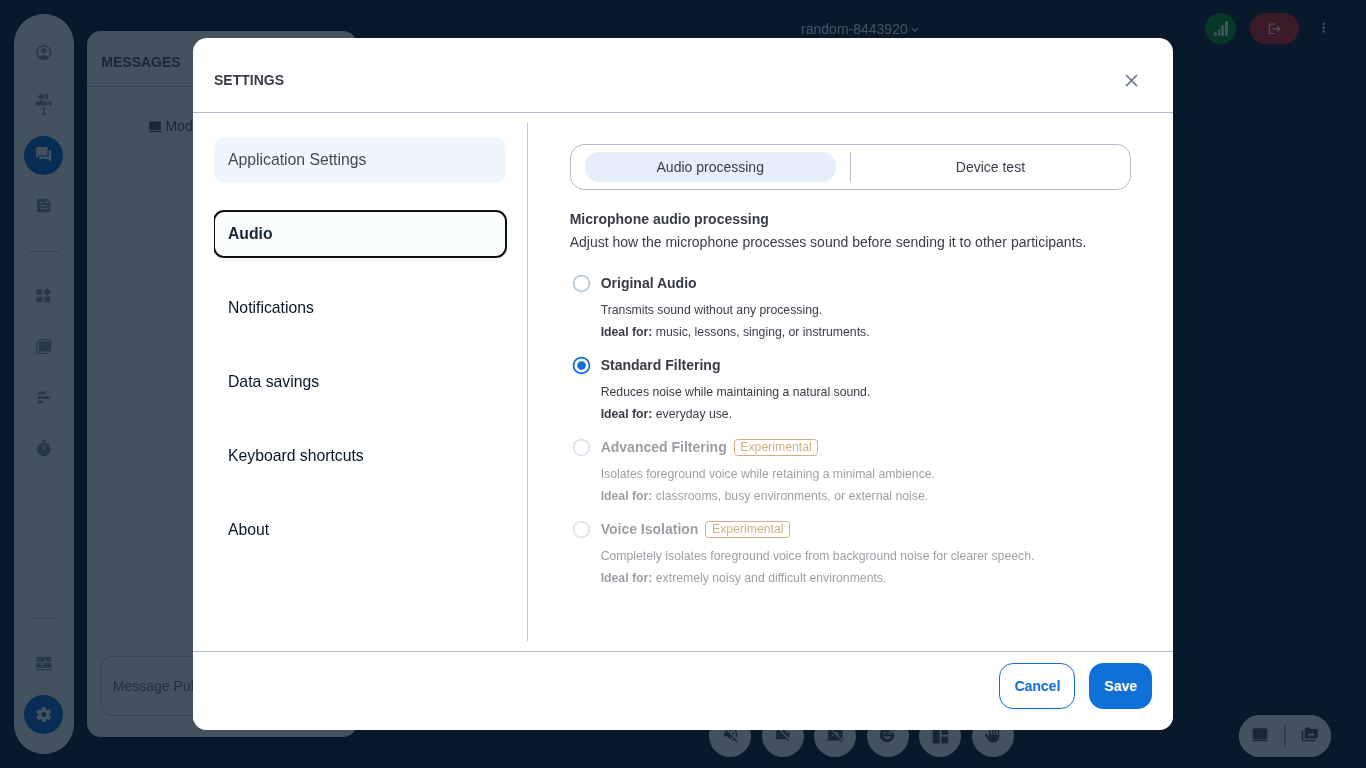 random-8443920
MESSAGES
1
Mod
Message Pul
SETTINGS
Application Settings
Audio
Notifications
Data savings
Keyboard shortcuts
About
Audio processing
Device test
Microphone audio processing
Adjust how the microphone processes sound before sending it to other participants.
Original Audio
Transmits sound without any processing.
Ideal for: music, lessons, singing, or instruments.
Standard Filtering
Reduces noise while maintaining a natural sound.
Ideal for: everyday use.
Advanced Filtering Experimental
Isolates foreground voice while retaining a minimal ambience.
Ideal for: classrooms, busy environments, or external noise.
Voice Isolation Experimental
Completely isolates foreground voice from background noise for clearer speech.
Ideal for: extremely noisy and difficult environments.
Cancel
Save